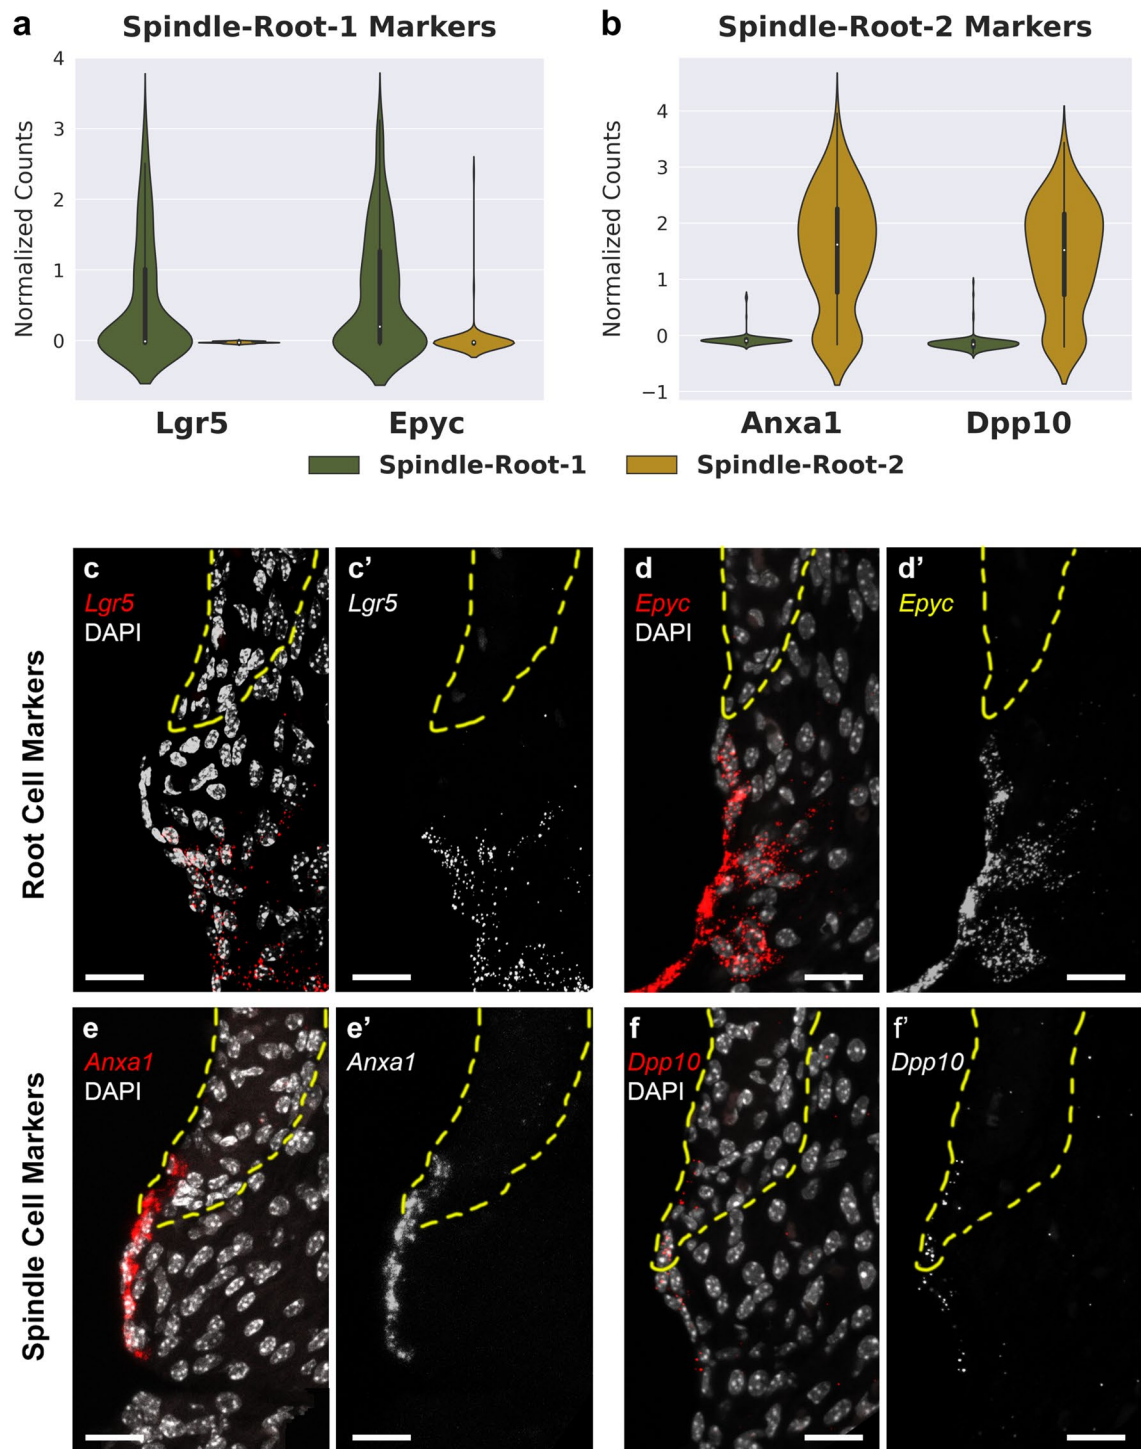 a
Spindle-Root-1 Markers
Normalized Counts
4
3
2
1
0
Lgr5
Epyc
b
Spindle-Root-2 Markers
Normalized Counts
4
3
2
1
0
−1
Anxa1
Dpp10
Spindle-Root-1
Spindle-Root-2
Root Cell Markers
c
Lgr5
DAPI
c'
Lgr5
d
Epyc
DAPI
d'
Epyc
Spindle Cell Markers
e
Anxa1
DAPI
e'
Anxa1
f
Dpp10
DAPI
f'
Dpp10